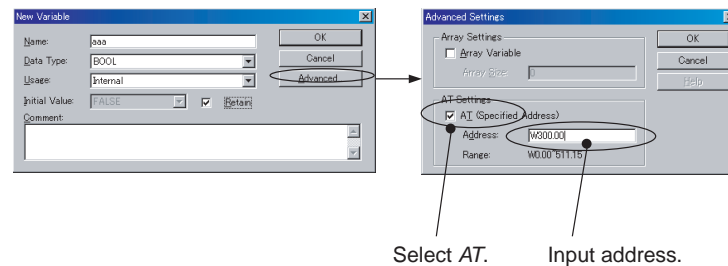 New Variable
Name: aaa
OK
Data Type: BOOL
Cancel
Usage: Internal
Advanced...
Initial Value: FALSE
Retain
Comment:
Advanced Settings
Array Settings
Array Variable
Array Size: 0
OK
Cancel
Help
AT Settings
AT (Specified Address)
Address: W300.00
Range: W0.00~511.15
Select AT.
Input address.